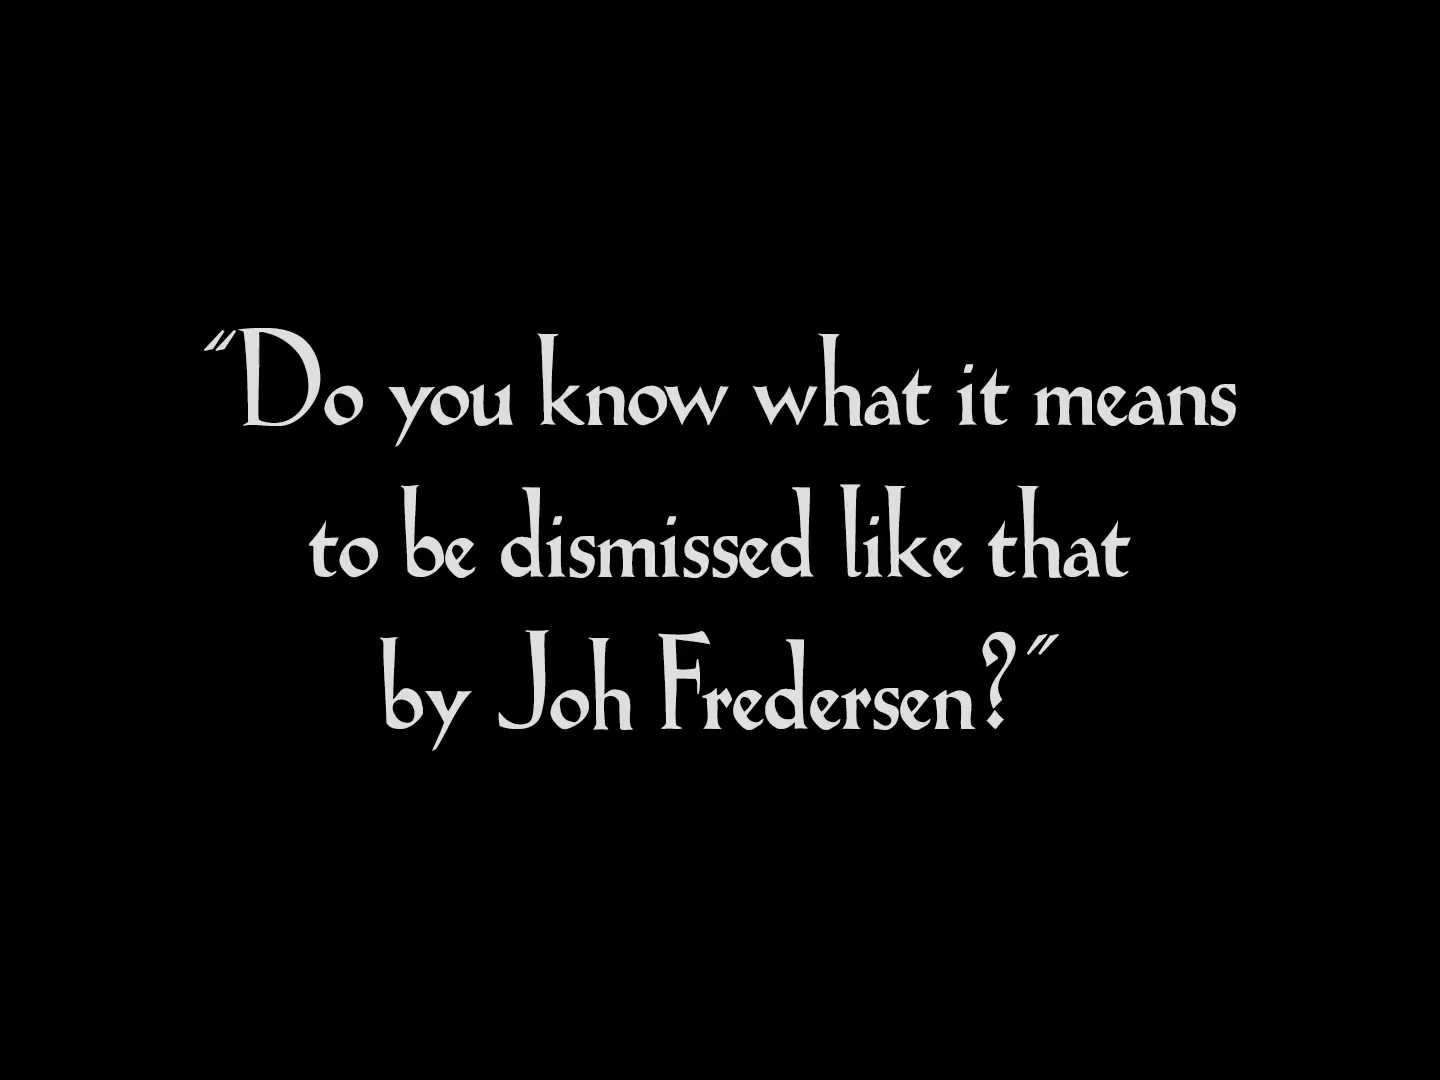 “Do you know what it means
to be dismissed like that
by Joh Fredersen?”